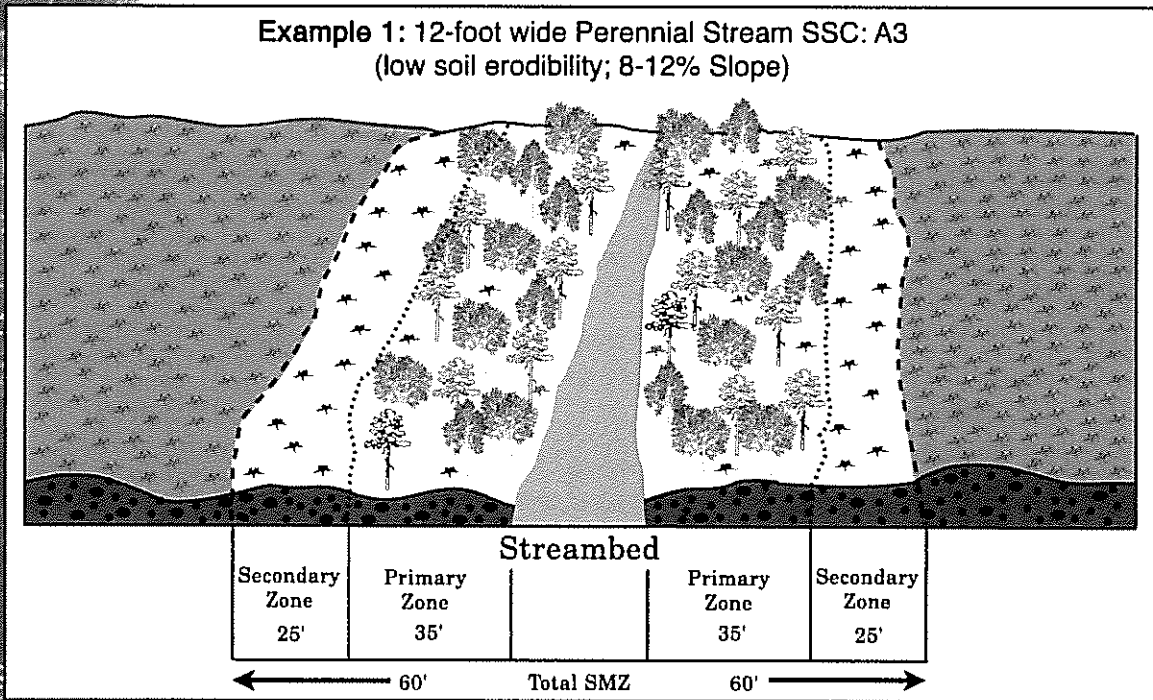 Example 1: 12-foot wide Perennial Stream SSC: A3
(low soil erodibility; 8-12% Slope)
Streambed
Secondary Zone 25'
Primary Zone 35'
Primary Zone 35'
Secondary Zone 25'
60' Total SMZ 60'